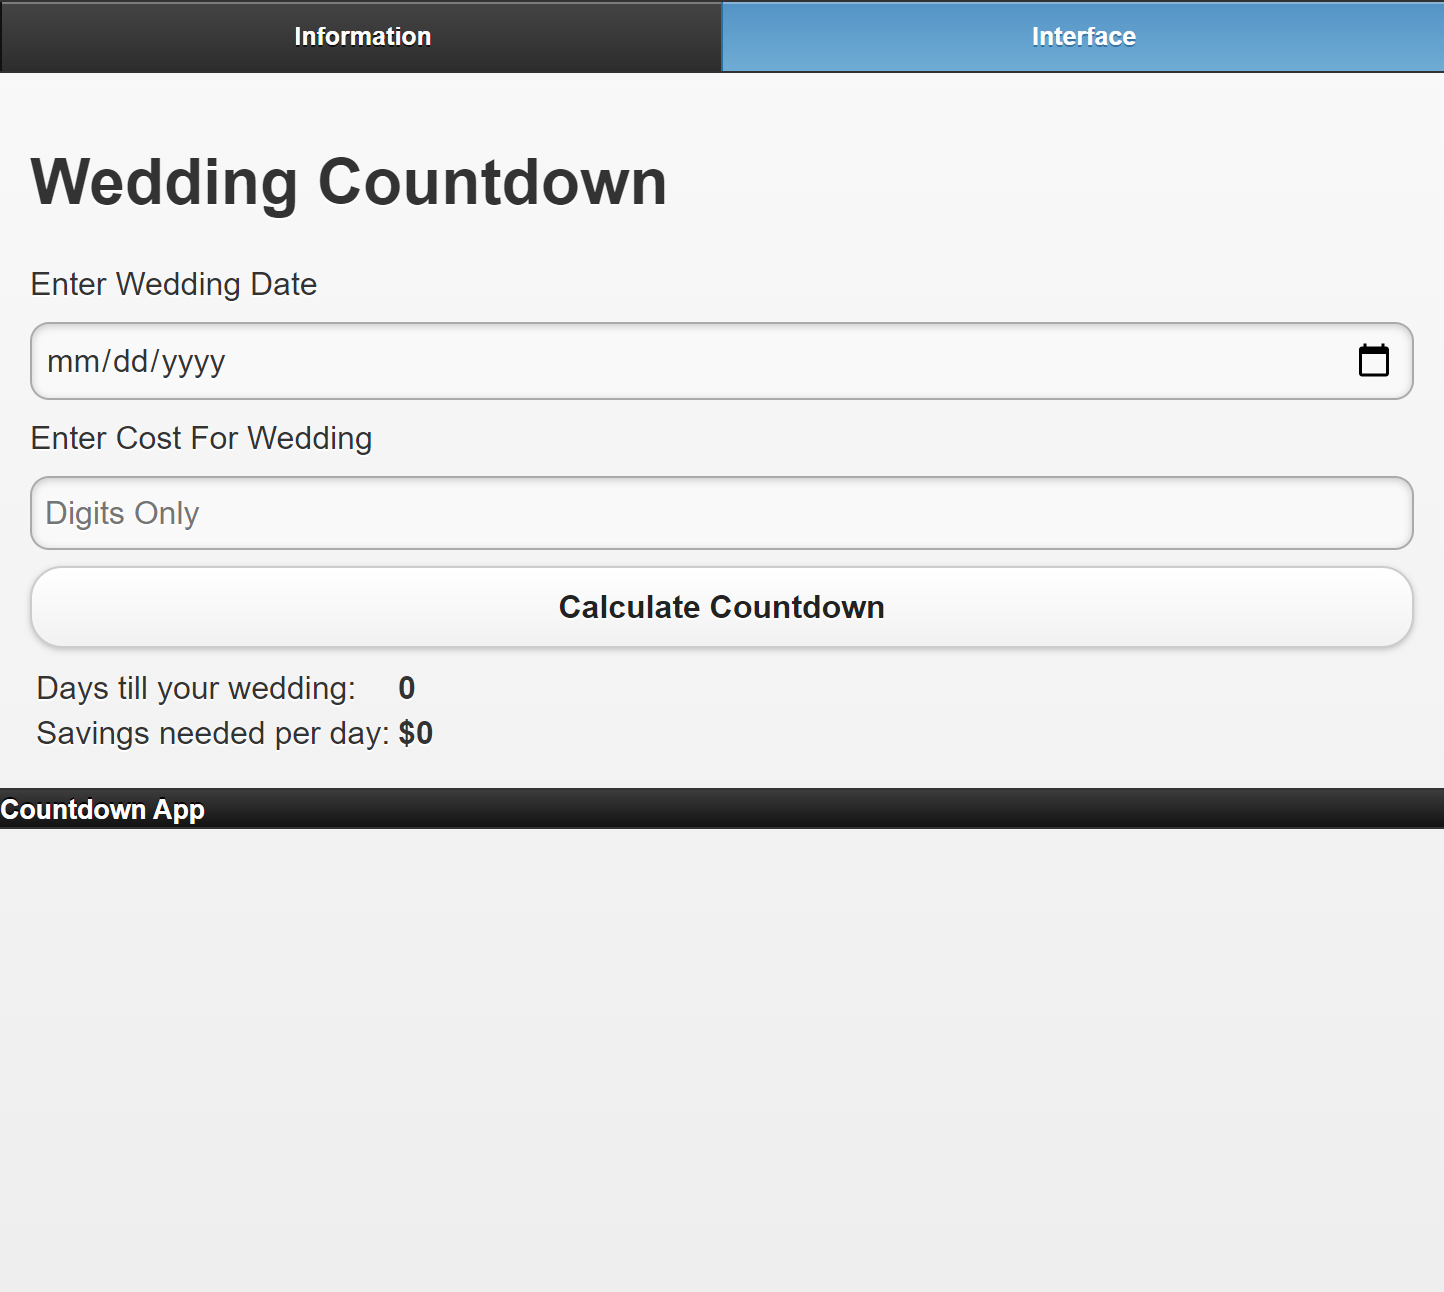 Information Interface
Wedding Countdown
Enter Wedding Date
mm/dd/yyyy
Enter Cost For Wedding
Digits Only
Calculate Countdown
Days till your wedding: 0
Savings needed per day: $0
Countdown App